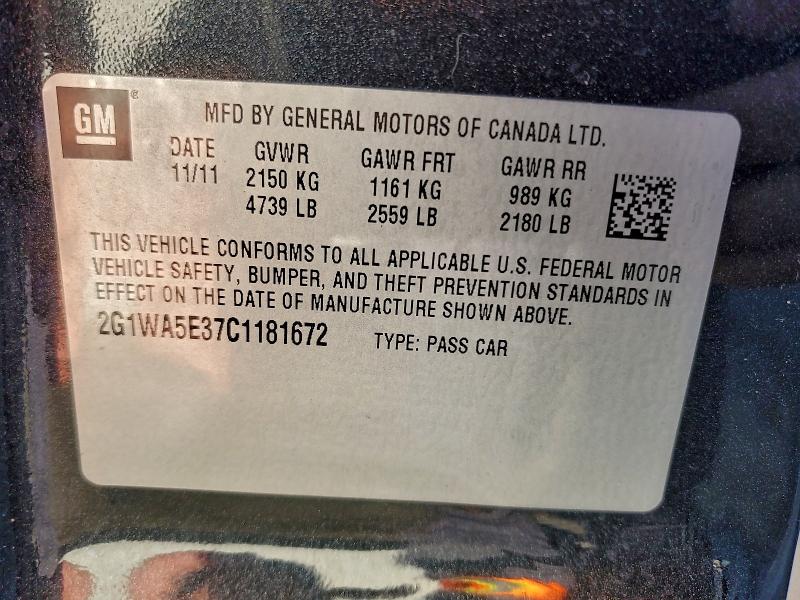 GM
MFD BY GENERAL MOTORS OF CANADA LTD.
DATE GVWR GAWR FRT GAWR RR
11/11 2150 KG 1161 KG 989 KG
4739 LB 2559 LB 2180 LB
THIS VEHICLE CONFORMS TO ALL APPLICABLE U.S. FEDERAL MOTOR
VEHICLE SAFETY, BUMPER, AND THEFT PREVENTION STANDARDS IN
EFFECT ON THE DATE OF MANUFACTURE SHOWN ABOVE.
2G1WA5E37C1181672 TYPE: PASS CAR